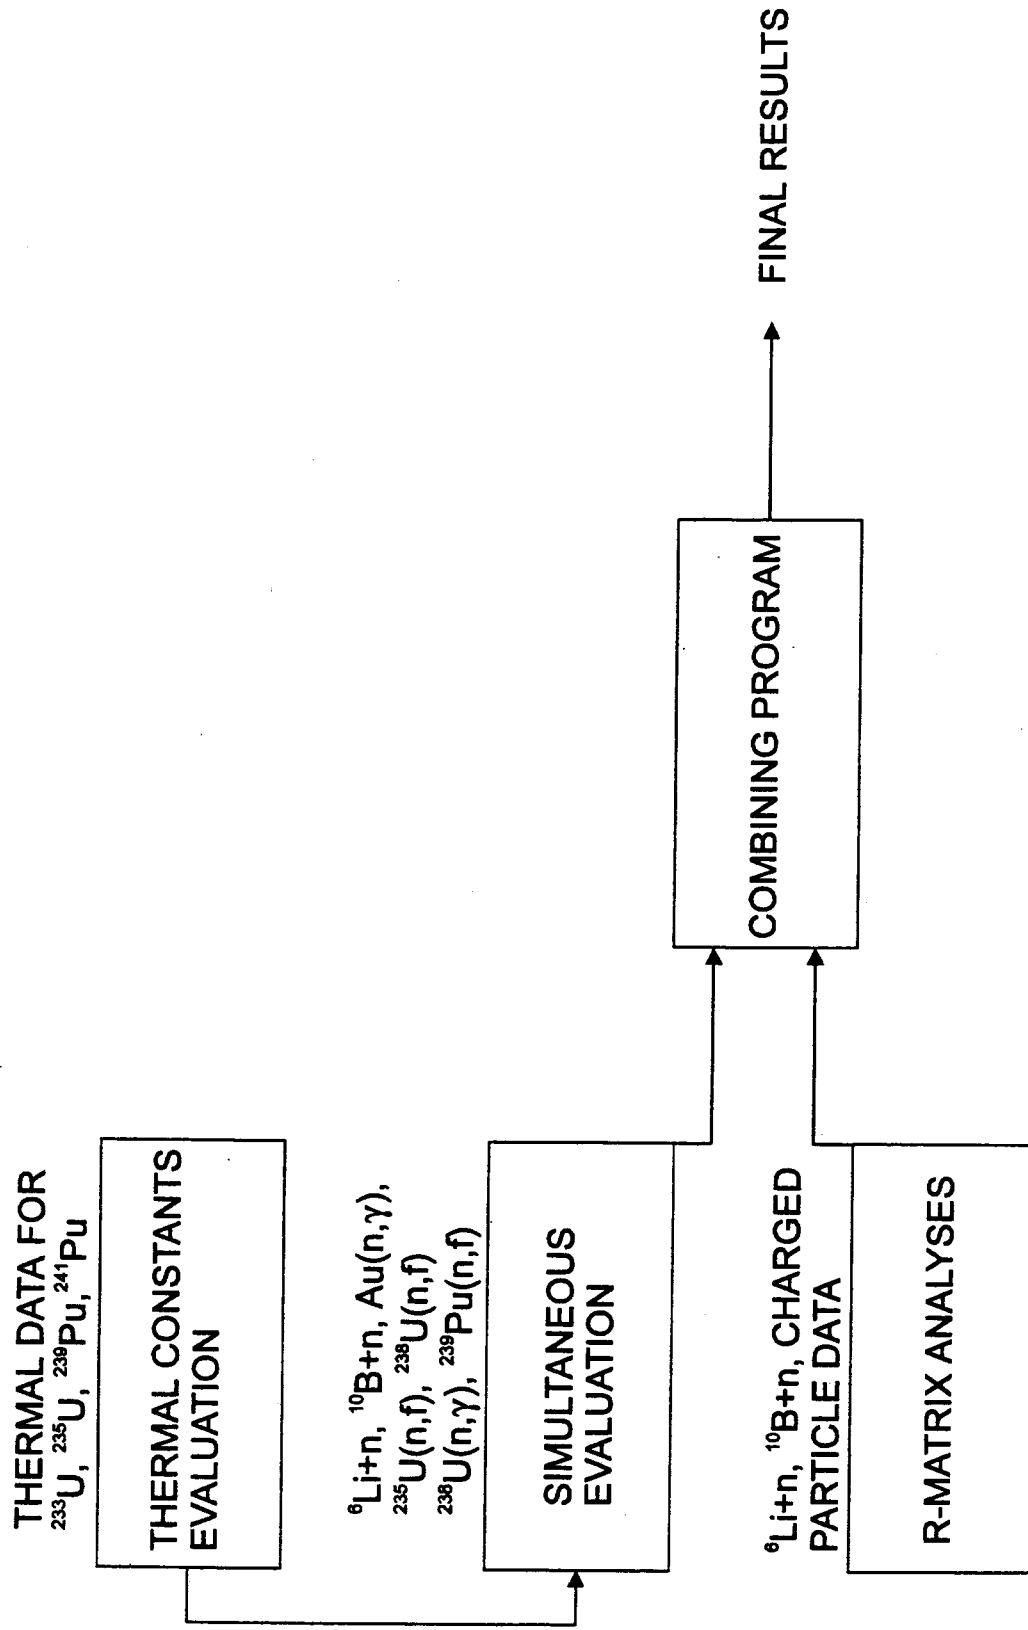 THERMAL DATA FOR
²³³U, ²³⁵U, ²³⁹Pu, ²⁴¹Pu
THERMAL CONSTANTS
EVALUATION
⁶Li+n, ¹⁰B+n, Au(n,γ),
²³⁵U(n,f), ²³⁸U(n,f)
²³⁸U(n,γ), ²³⁹Pu(n,f)
SIMULTANEOUS
EVALUATION
⁶Li+n, ¹⁰B+n, CHARGED
PARTICLE DATA
R-MATRIX ANALYSES
COMBINING PROGRAM
FINAL RESULTS